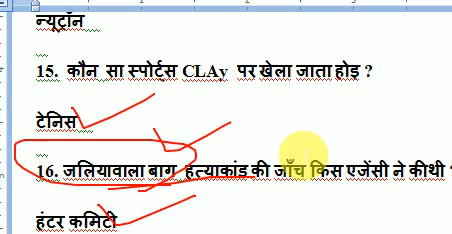 न्यूट्रॉन
15. कौन सा स्पोर्ट्स CLAy पर खेला जाता होइ ?
टेनिस
16. जलियावाला बाग हत्याकांड की जाँच किस एजेंसी ने कीथी ?
हंटर कमिटी